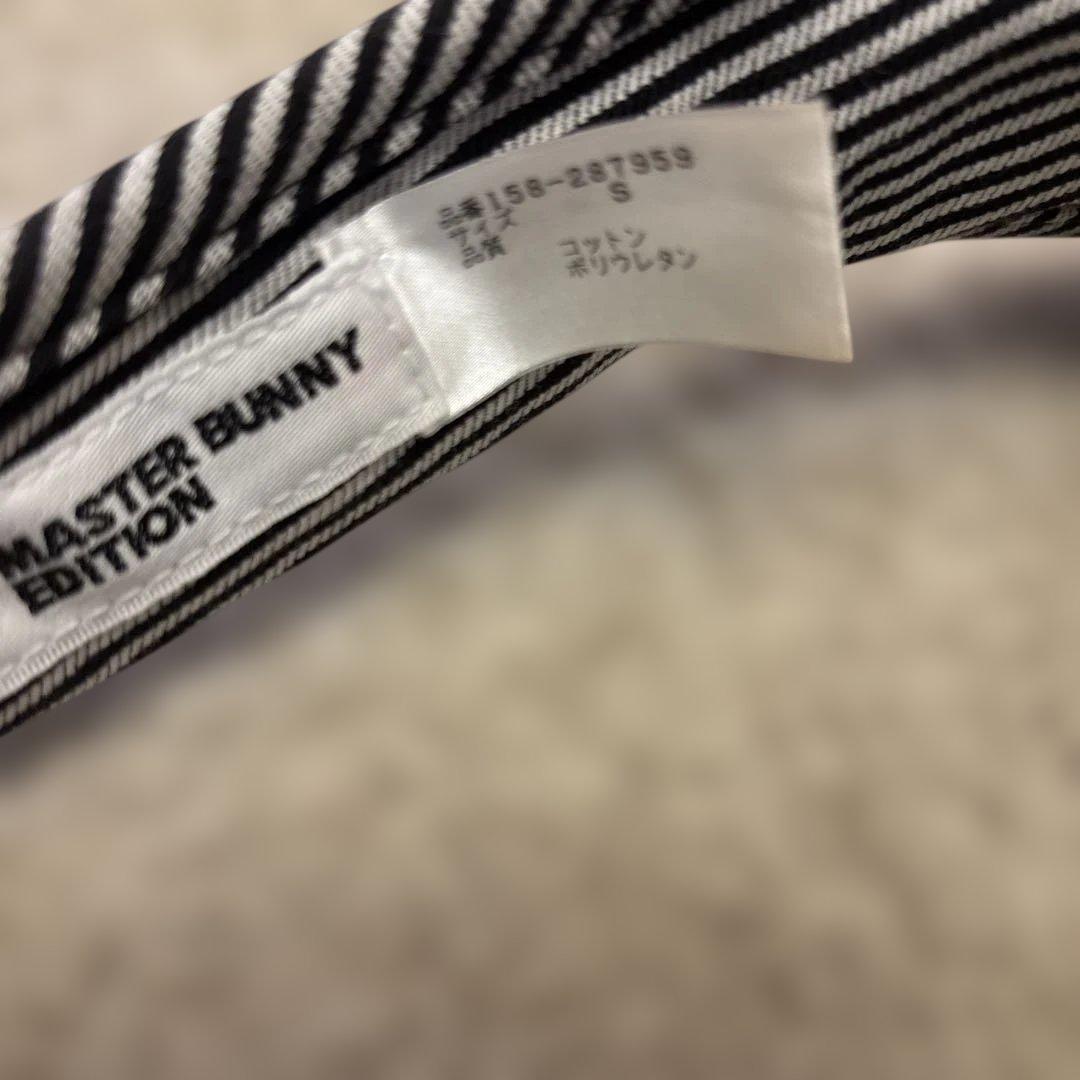 MASTER BUNNY
EDITION
品番158-287959
サイズ S
品質 コットン
ポリウレタン